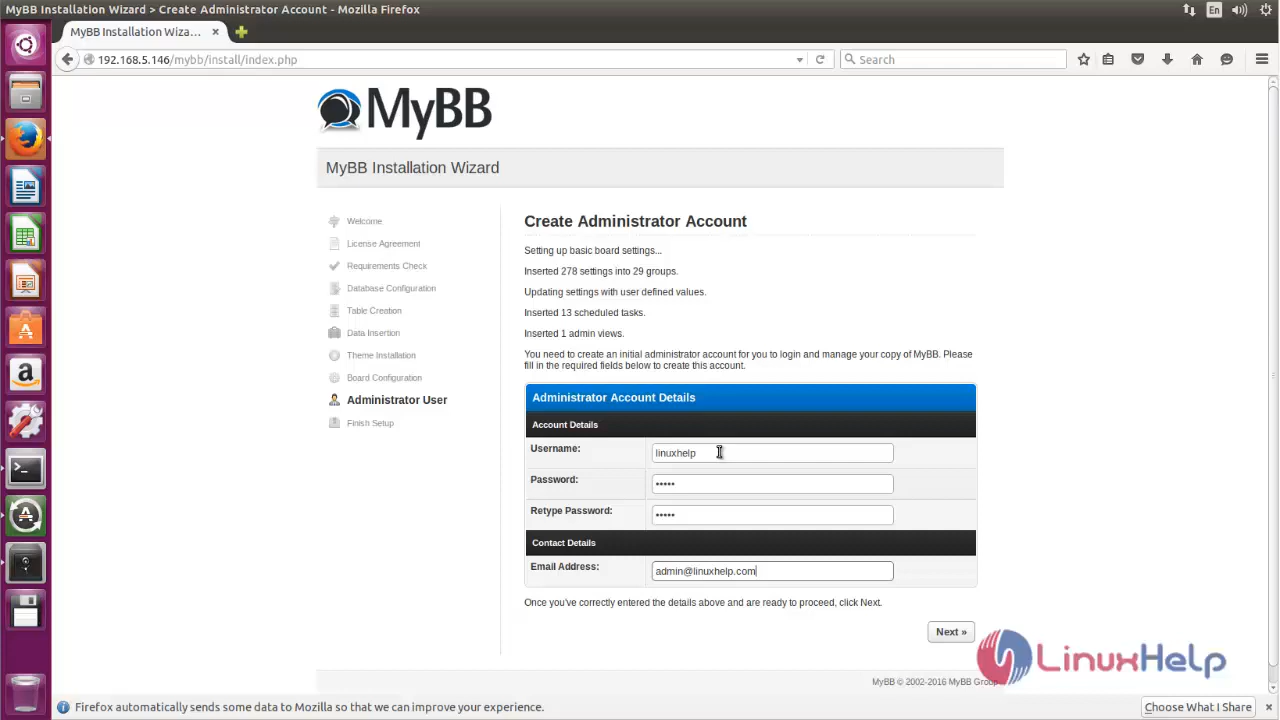 MyBB Installation Wizard > Create Administrator Account - Mozilla Firefox
En
MyBB Installation Wiza...
192.168.5.146/mybb/install/index.php
Search
MyBB
MyBB Installation Wizard
Welcome
License Agreement
Requirements Check
Database Configuration
Table Creation
Data Insertion
Theme Installation
Board Configuration
Administrator User
Finish Setup
Create Administrator Account
Setting up basic board settings...
Inserted 278 settings into 29 groups.
Updating settings with user defined values.
Inserted 13 scheduled tasks.
Inserted 1 admin views.
You need to create an initial administrator account for you to login and manage your copy of MyBB. Please
fill in the required fields below to create this account.
Administrator Account Details
Account Details
Username:
linuxhelp
Password:
•••••
Retype Password:
•••••
Contact Details
Email Address:
admin@linuxhelp.com
Once you've correctly entered the details above and are ready to proceed, click Next.
Next »
LinuxHelp
MyBB © 2002-2016 MyBB Group
Firefox automatically sends some data to Mozilla so that we can improve your experience.
Choose What I Share